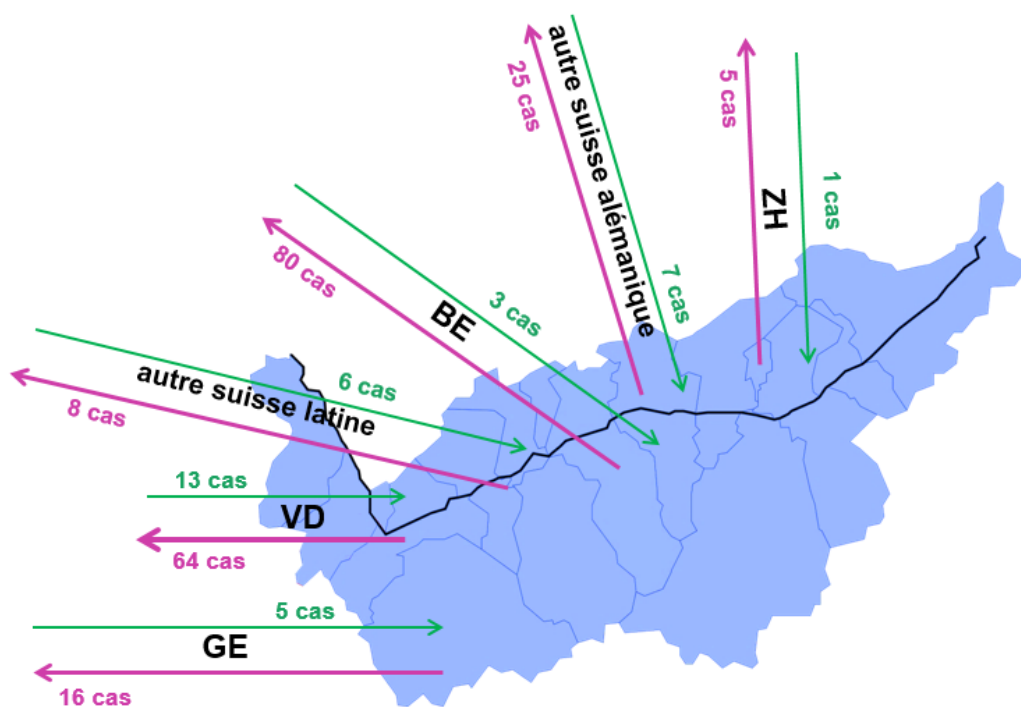 autre suisse alémanique
25 cas
7 cas
5 cas
ZH
1 cas
80 cas
BE
3 cas
autre suisse latine
6 cas
8 cas
13 cas
VD
64 cas
5 cas
GE
16 cas